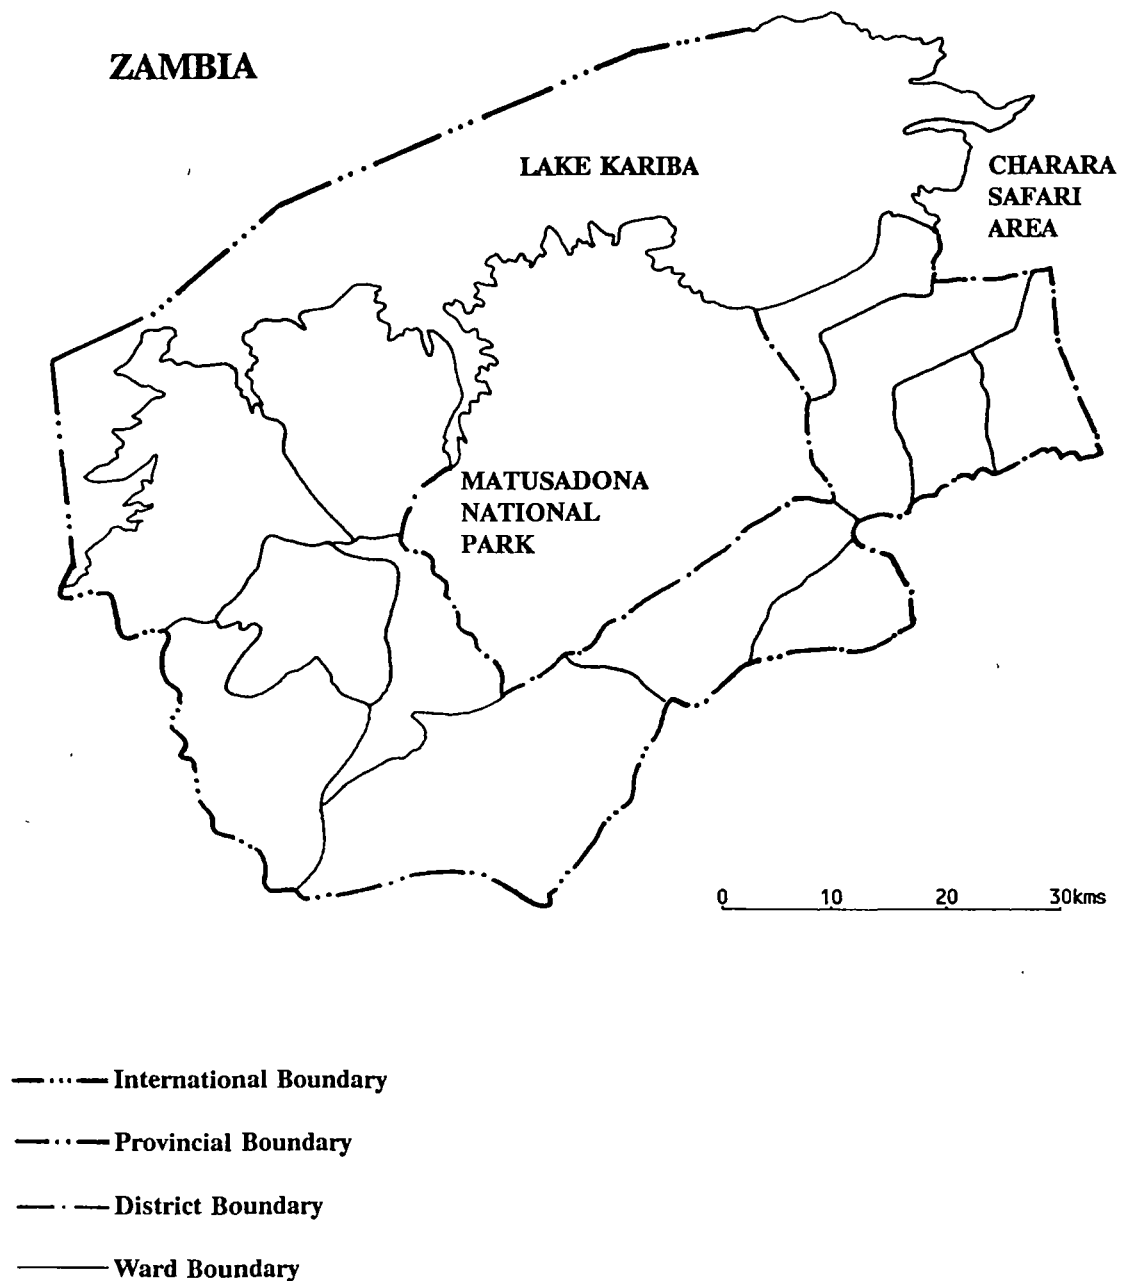 ZAMBIA
LAKE KARIBA
CHARARA
SAFARI
AREA
MATUSADONA
NATIONAL
PARK
0 10 20 30kms
International Boundary
Provincial Boundary
District Boundary
Ward Boundary